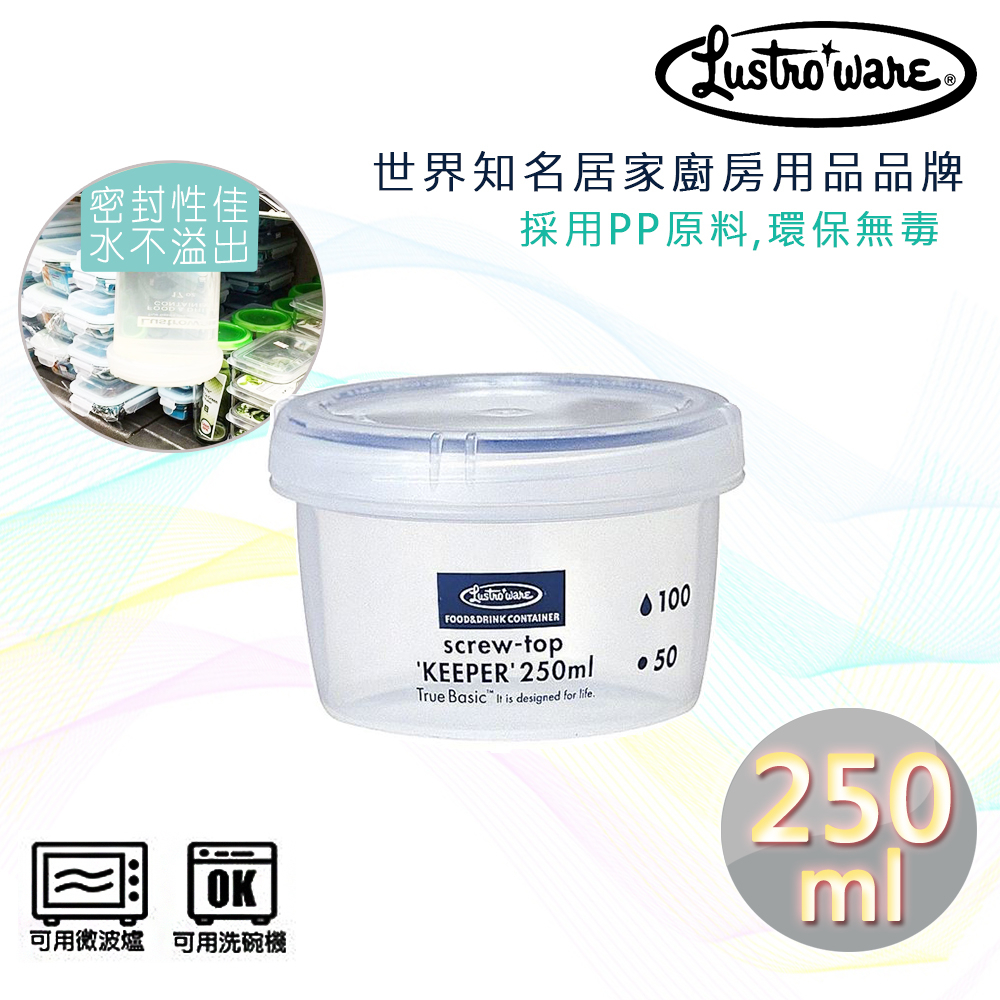 Lustro ware®
世界知名居家廚房用品品牌
採用PP原料,環保無毒
密封性佳
水不溢出
Lustro ware
FOOD&DRINK CONTAINER
screw-top
'KEEPER' 250ml
True Basic™ It is designed for life.
100
50
250
ml
OK
可用微波爐
可用洗碗機